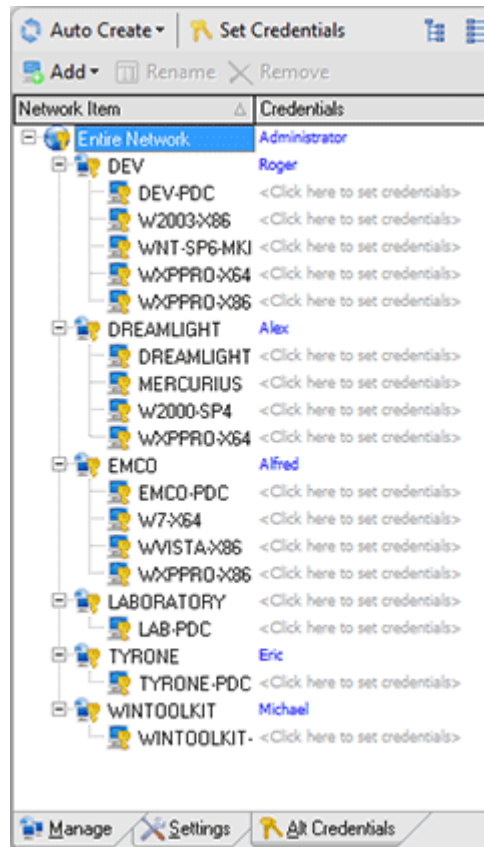 Auto Create Set Credentials
Add Rename Remove
Network Item Credentials
Entire Network Administrator
DEV Roger
DEV-PDC <Click here to set credentials>
W2003-X86 <Click here to set credentials>
WNT-SP6-MKI <Click here to set credentials>
WXPPRO-X64 <Click here to set credentials>
WXPPRO-X86 <Click here to set credentials>
DREAMLIGHT Alex
DREAMLIGHT <Click here to set credentials>
MERCURIUS <Click here to set credentials>
W2000-SP4 <Click here to set credentials>
WXPPRO-X64 <Click here to set credentials>
EMCO Alfred
EMCO-PDC <Click here to set credentials>
W7-X64 <Click here to set credentials>
WVISTA-X86 <Click here to set credentials>
WXPPRO-X86 <Click here to set credentials>
LABORATORY <Click here to set credentials>
LAB-PDC <Click here to set credentials>
TYRONE Eric
TYRONE-PDC <Click here to set credentials>
WINTOOLKIT Michael
WINTOOLKIT- <Click here to set credentials>
Manage Settings Alt Credentials